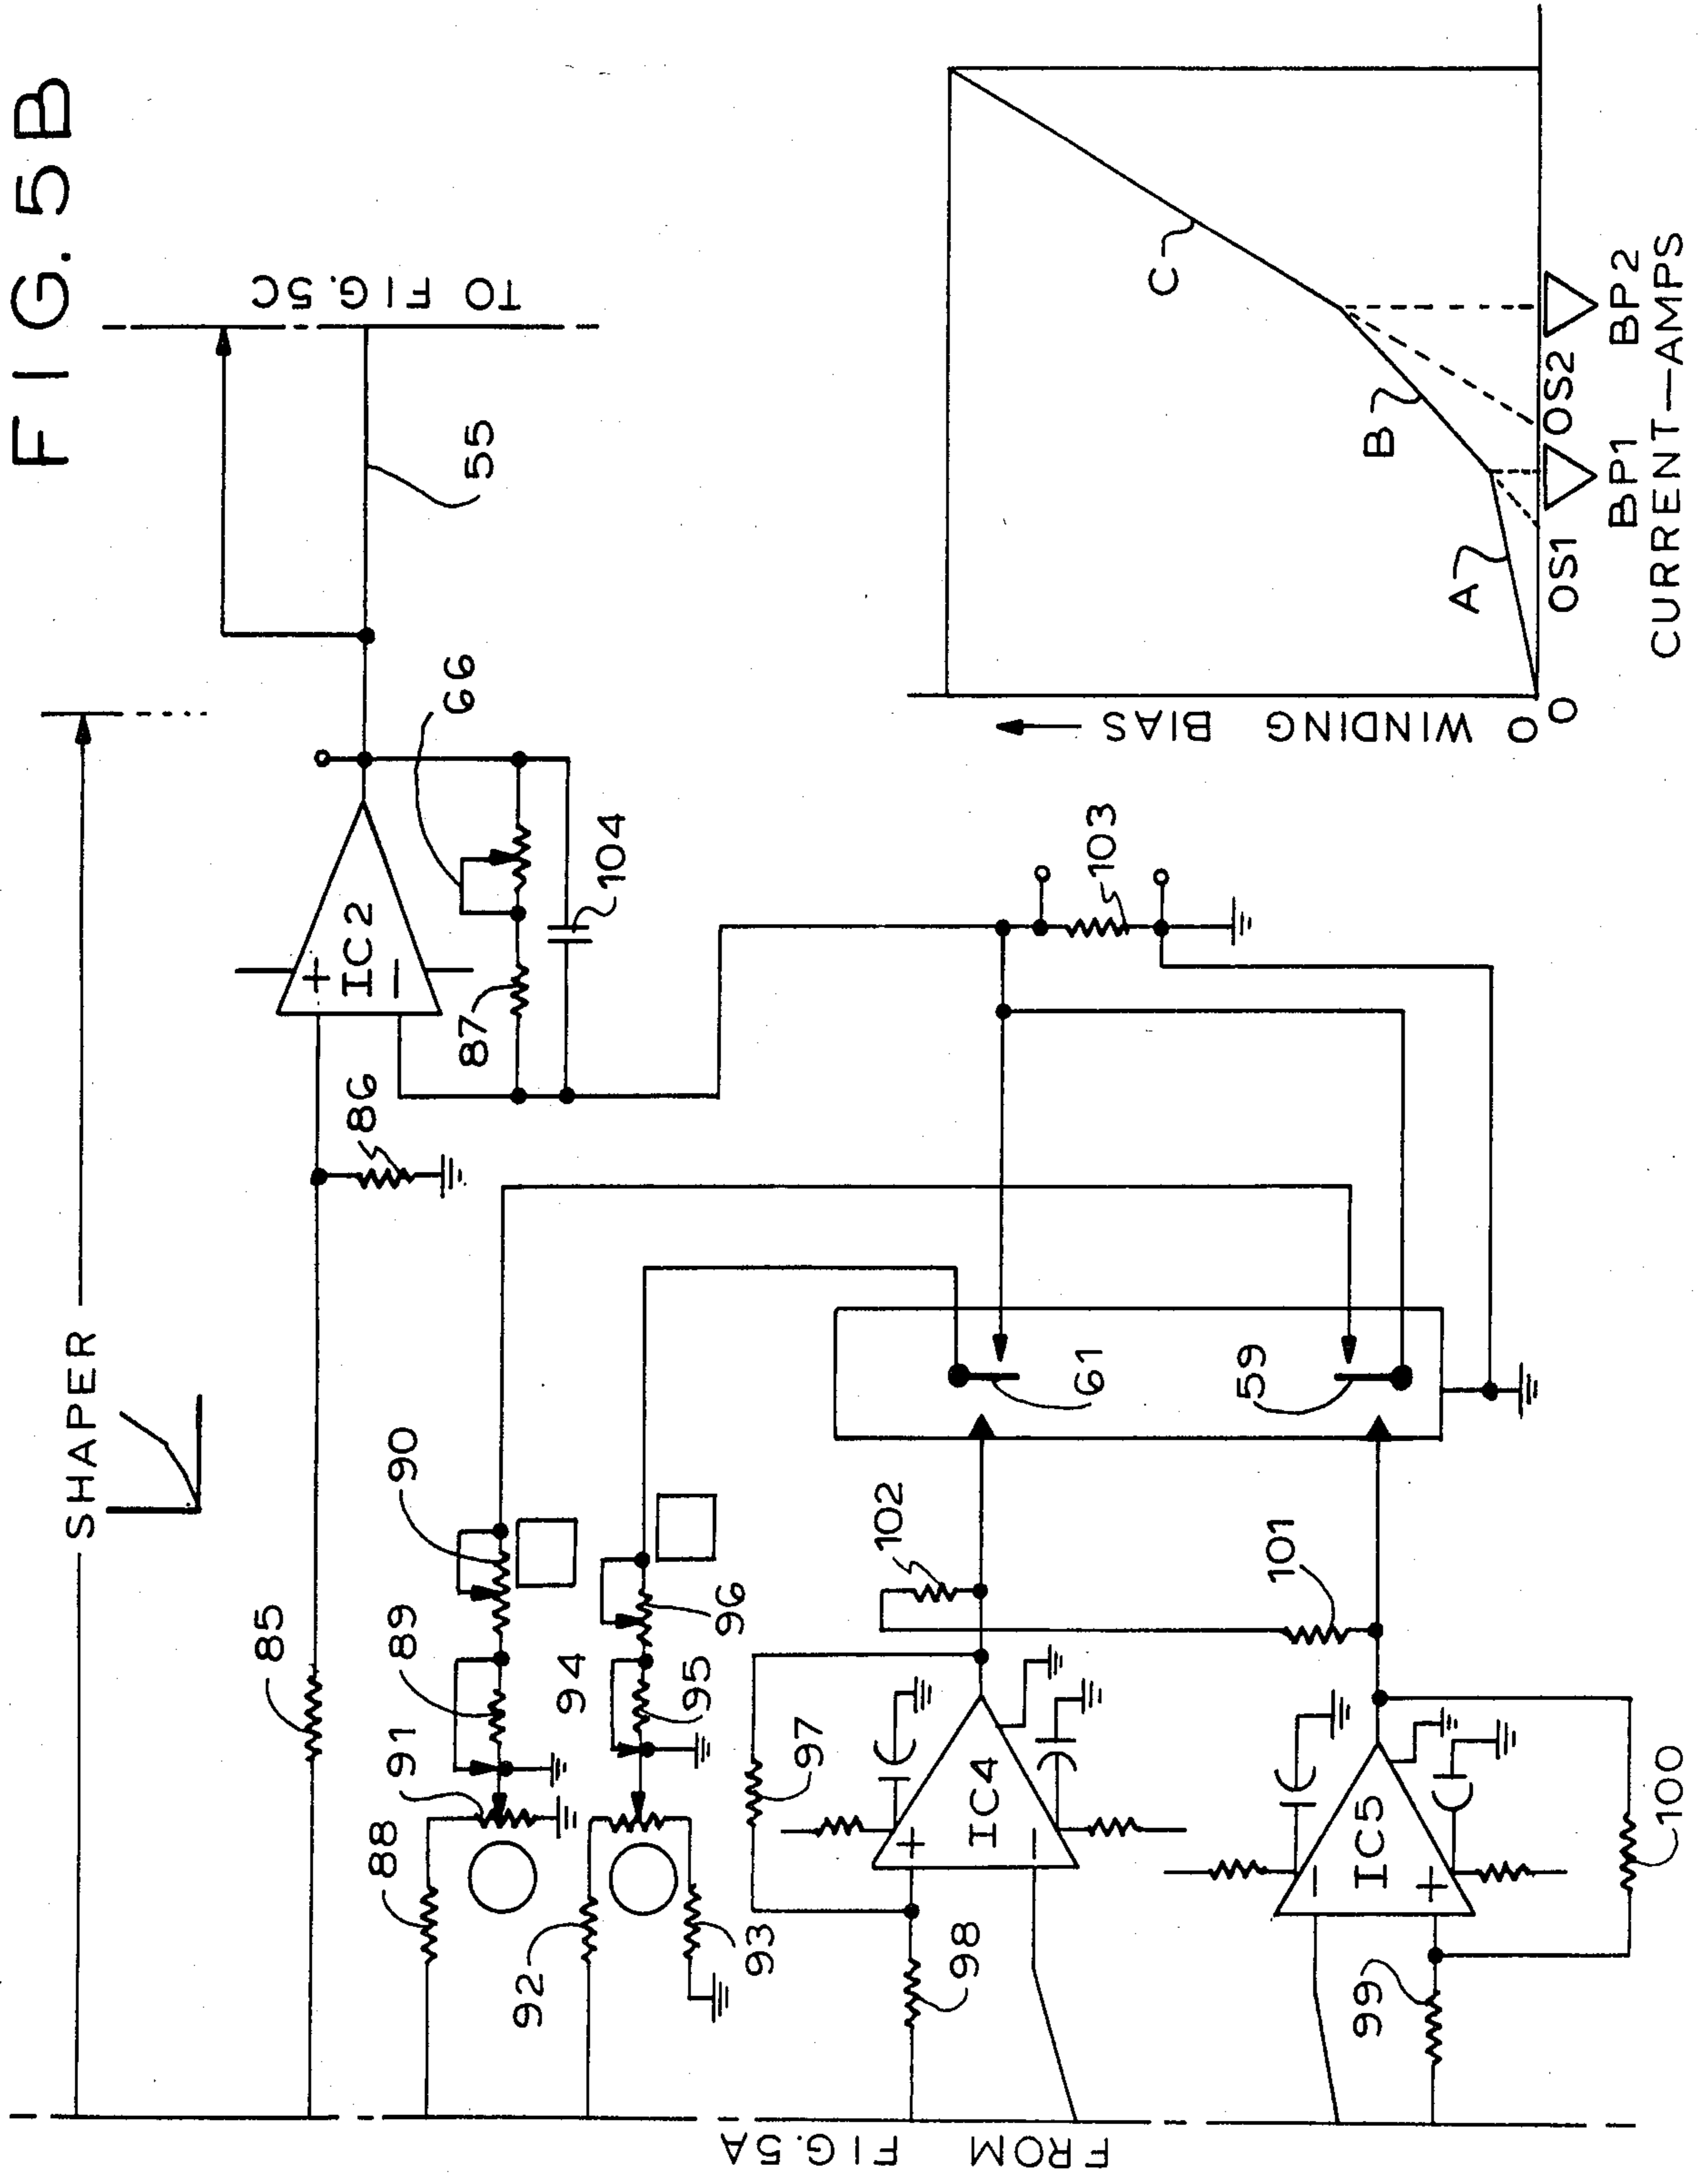 FIG. 5B
SHAPER
TO FIG. 5C
FROM FIG. 5A
85
86
+
IC2
−
66
87
104
55
88
91
89
90
92
93
94
95
96
61
59
103
97
98
+
IC4
−
102
101
99
−
IC5
+
100
WINDING BIAS
0
0
A
B
C
OS1
BP1
OS2
BP2
CURRENT—AMPS